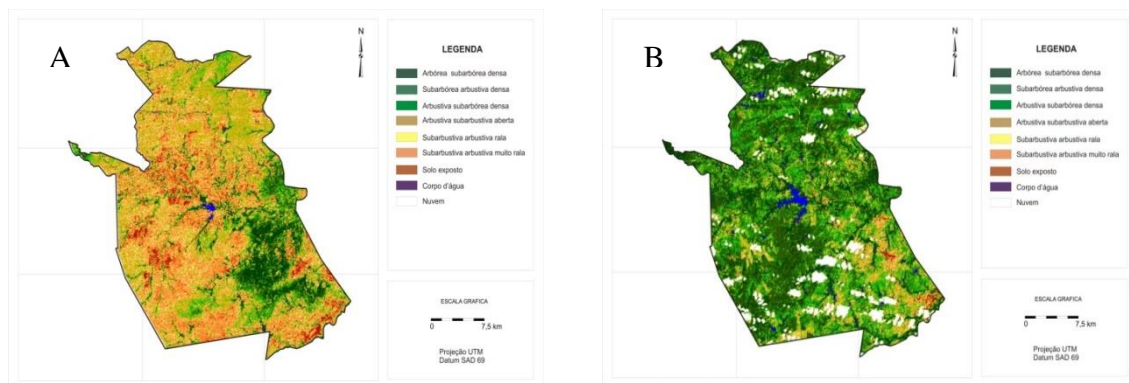 A
N
LEGENDA
Arbórea subarbórea densa
Subarbórea arbustiva densa
Arbustiva subarbórea densa
Arbustiva subarbustiva aberta
Subarbustiva arbustiva rala
Subarbustiva arbustiva muito rala
Solo exposto
Corpo d'água
Nuvem
ESCALA GRAFICA
0 7,5 km
Projeção UTM
Datum SAD 69
B
N
LEGENDA
Arbórea subarbórea densa
Subarbórea arbustiva densa
Arbustiva subarbórea densa
Arbustiva subarbustiva aberta
Subarbustiva arbustiva rala
Subarbustiva arbustiva muito rala
Solo exposto
Corpo d'água
Nuvem
ESCALA GRAFICA
0 7,5 km
Projeção UTM
Datum SAD 69